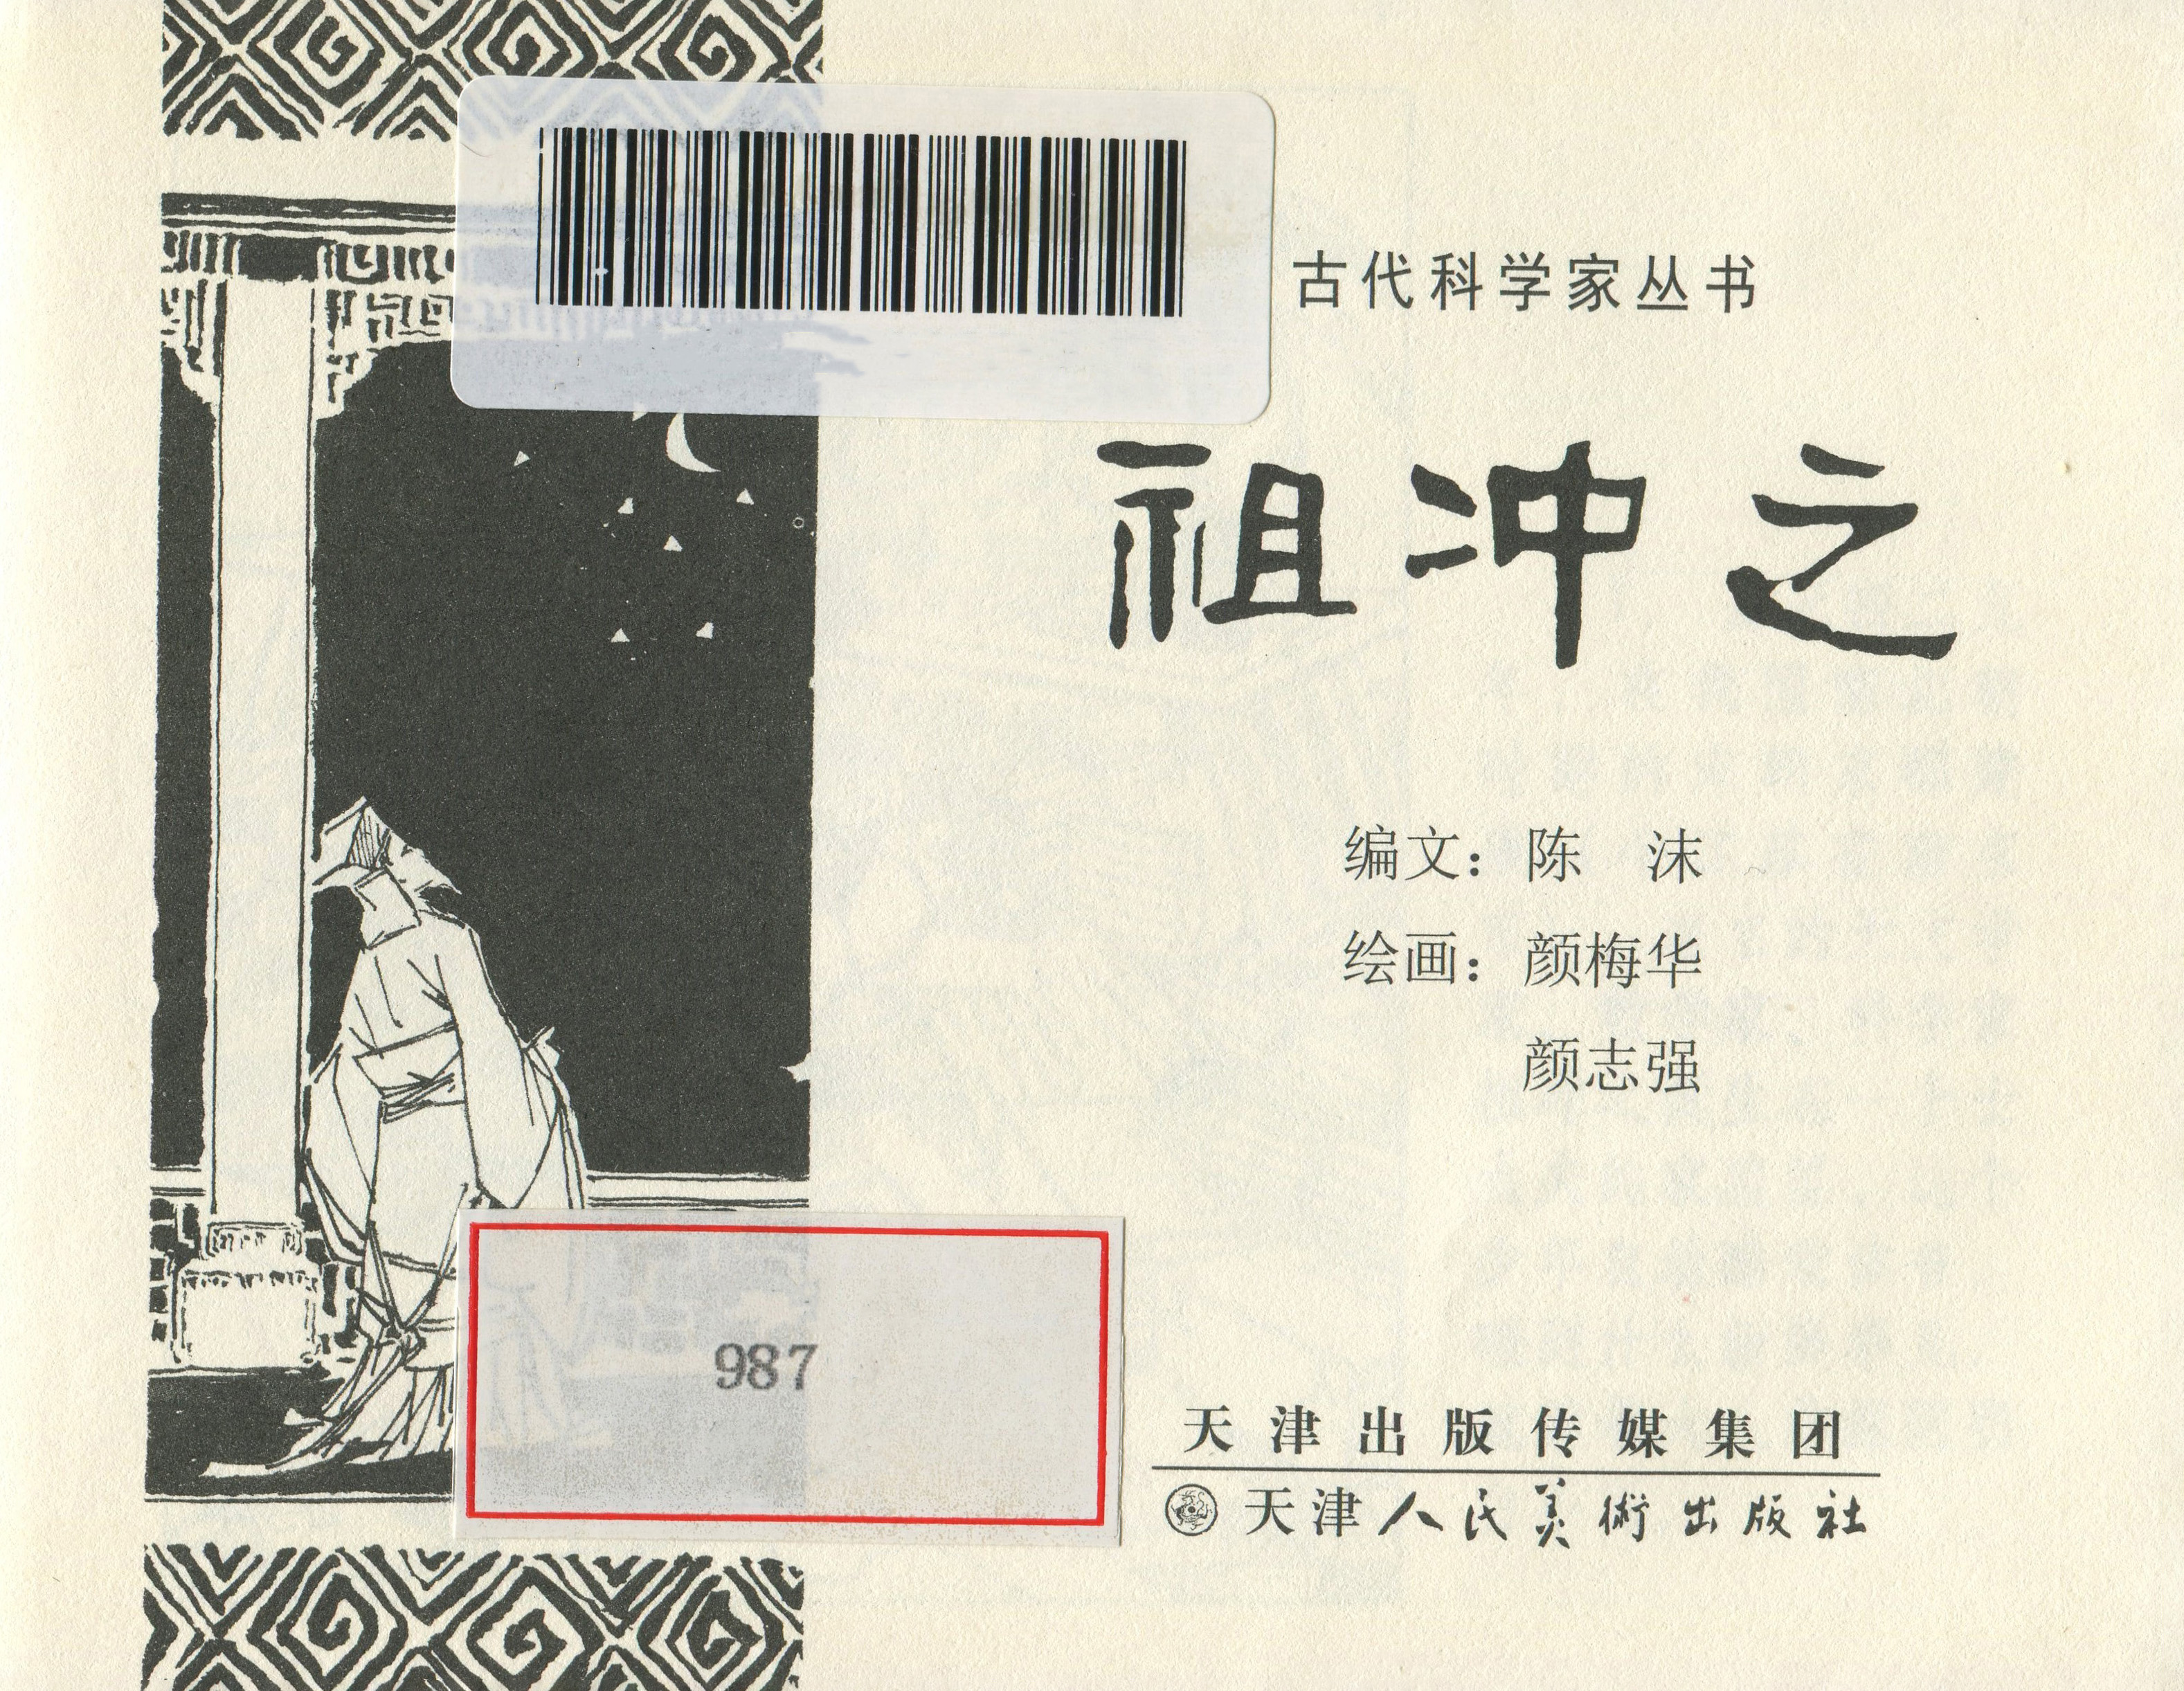 古代科学家丛书
祖冲之
编文：陈　沫
绘画：颜梅华
颜志强
987
天津出版传媒集团
天津人民美術出版社